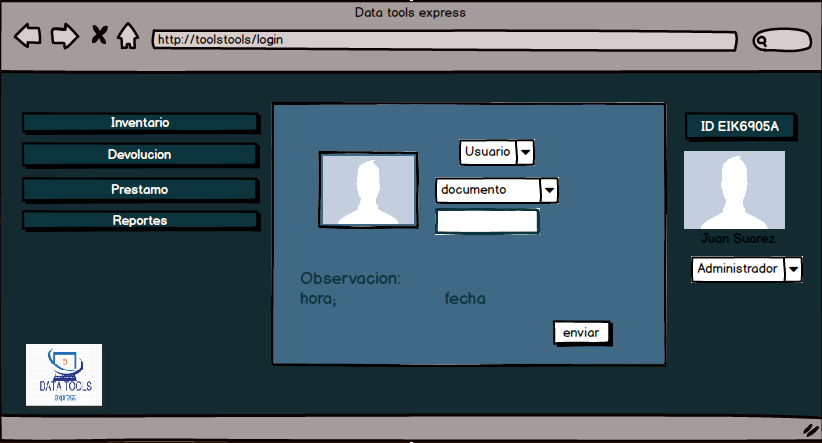 Data tools express
http://toolstools/login
Inventario
Devolucion
Prestamo
Reportes
Usuario
documento
Observacion:
hora;
fecha
enviar
ID EIK6905A
Juan Suarez
Administrador
DATA TOOLS
EXPRESS